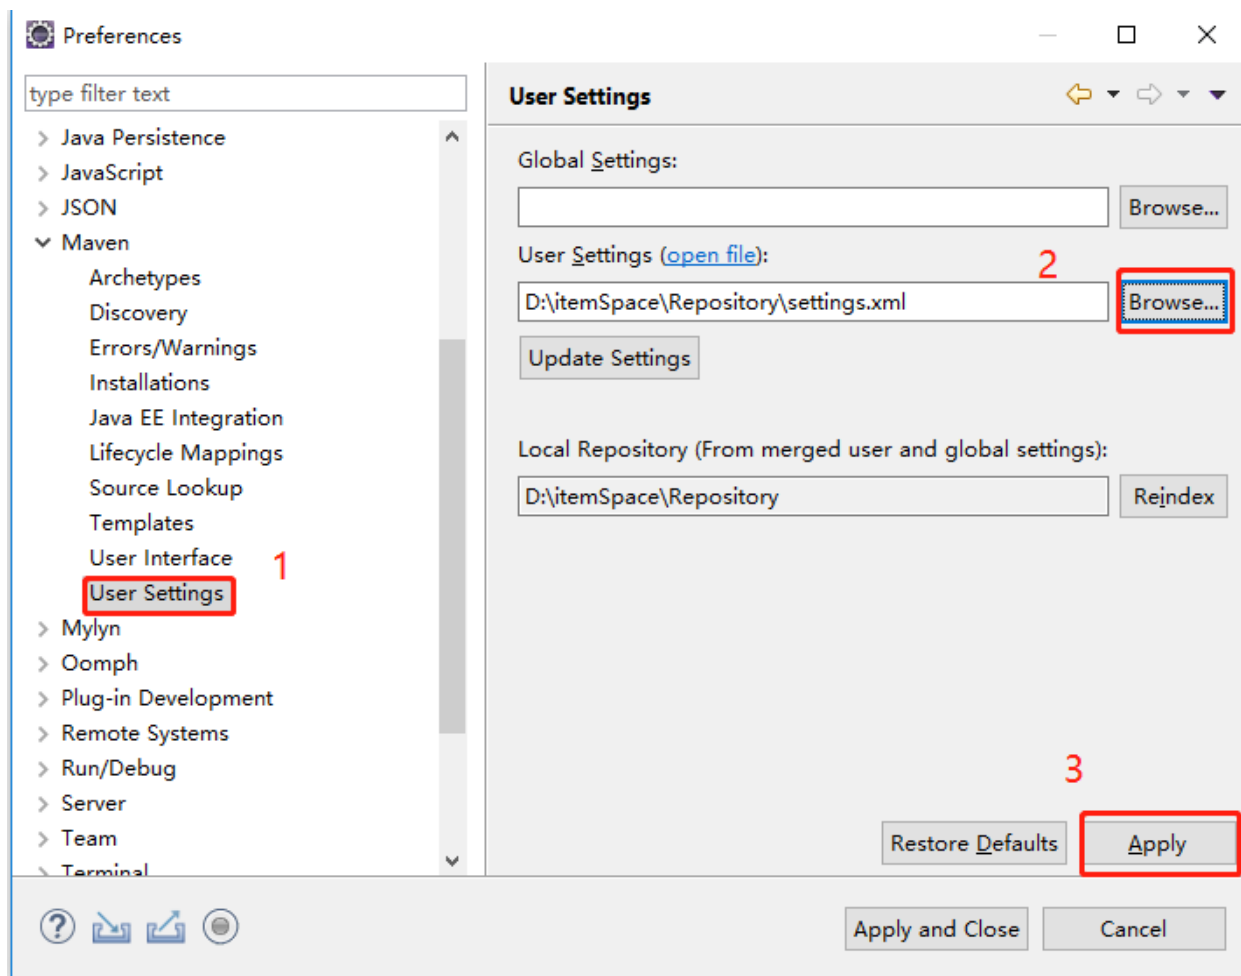 Preferences
type filter text
Java Persistence
JavaScript
JSON
Maven
Archetypes
Discovery
Errors/Warnings
Installations
Java EE Integration
Lifecycle Mappings
Source Lookup
Templates
User Interface
1
User Settings
Mylyn
Oomph
Plug-in Development
Remote Systems
Run/Debug
Server
Team
Terminal
User Settings
Global Settings:
Browse...
User Settings (open file):
2
D:\itemSpace\Repository\settings.xml
Browse...
Update Settings
Local Repository (From merged user and global settings):
D:\itemSpace\Repository
Reindex
3
Restore Defaults
Apply
?
Apply and Close
Cancel